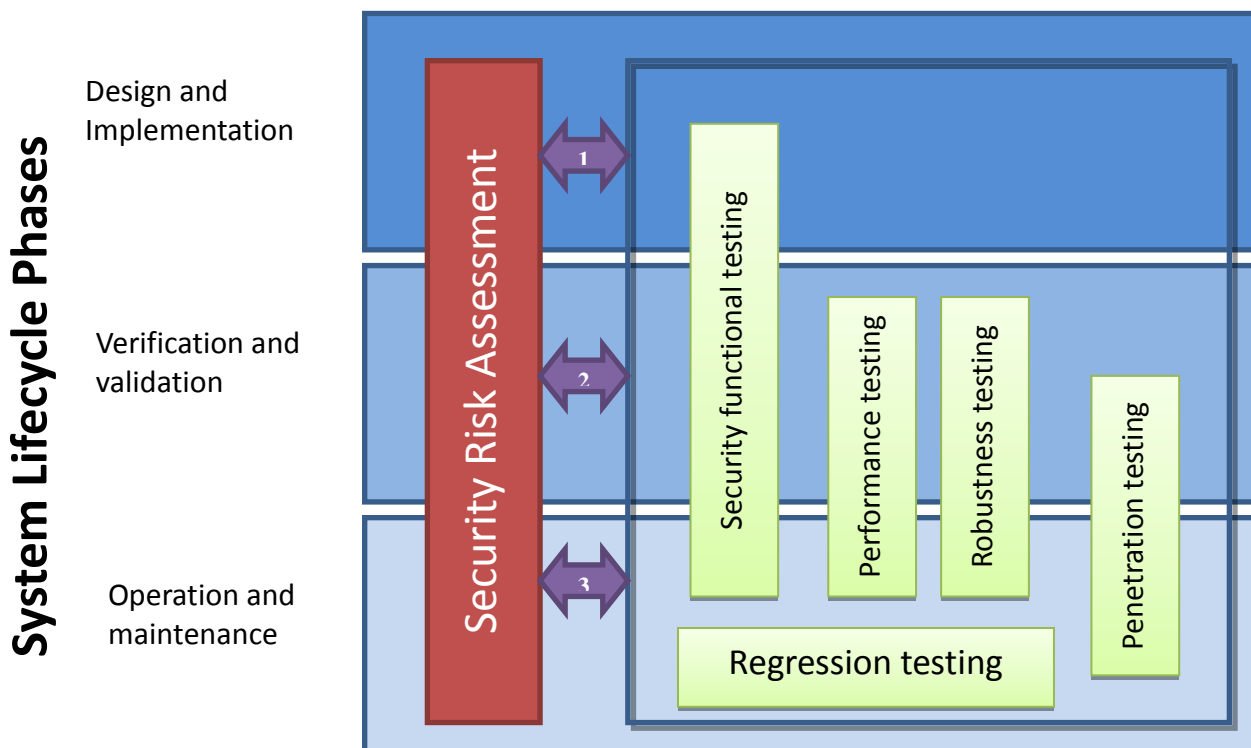 System Lifecycle Phases
Design and
Implementation
Verification and
validation
Operation and
maintenance
Security Risk Assessment
1
2
3
Security functional testing
Performance testing
Robustness testing
Penetration testing
Regression testing